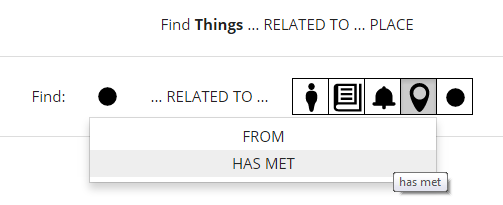 Find Things ... RELATED TO ... PLACE
Find: ... RELATED TO ...
FROM
HAS MET
has met